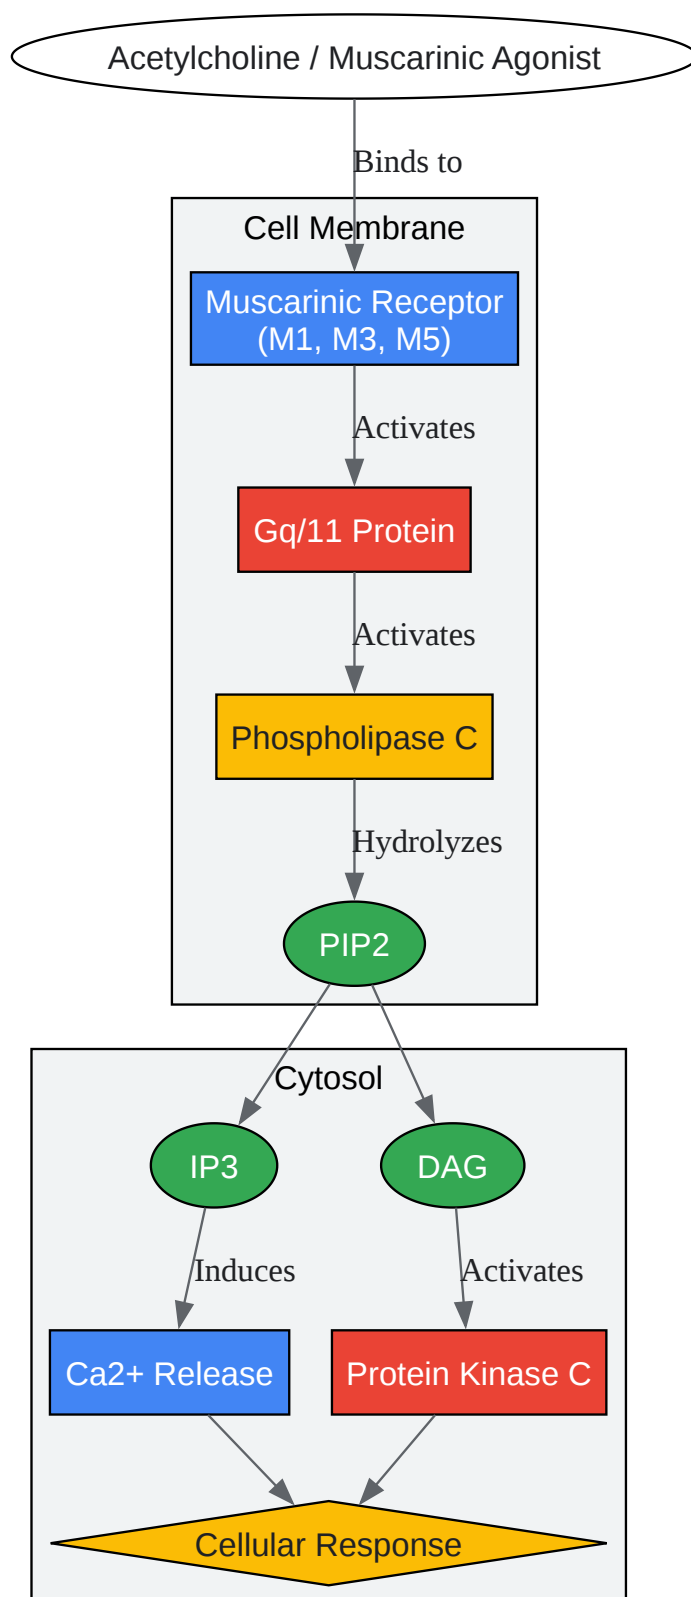 Acetylcholine / Muscarinic Agonist
Binds to
Cell Membrane
Muscarinic Receptor
(M1, M3, M5)
Activates
Gq/11 Protein
Activates
Phospholipase C
Hydrolyzes
PIP2
Cytosol
IP3
DAG
Induces
Activates
Ca2+ Release
Protein Kinase C
Cellular Response